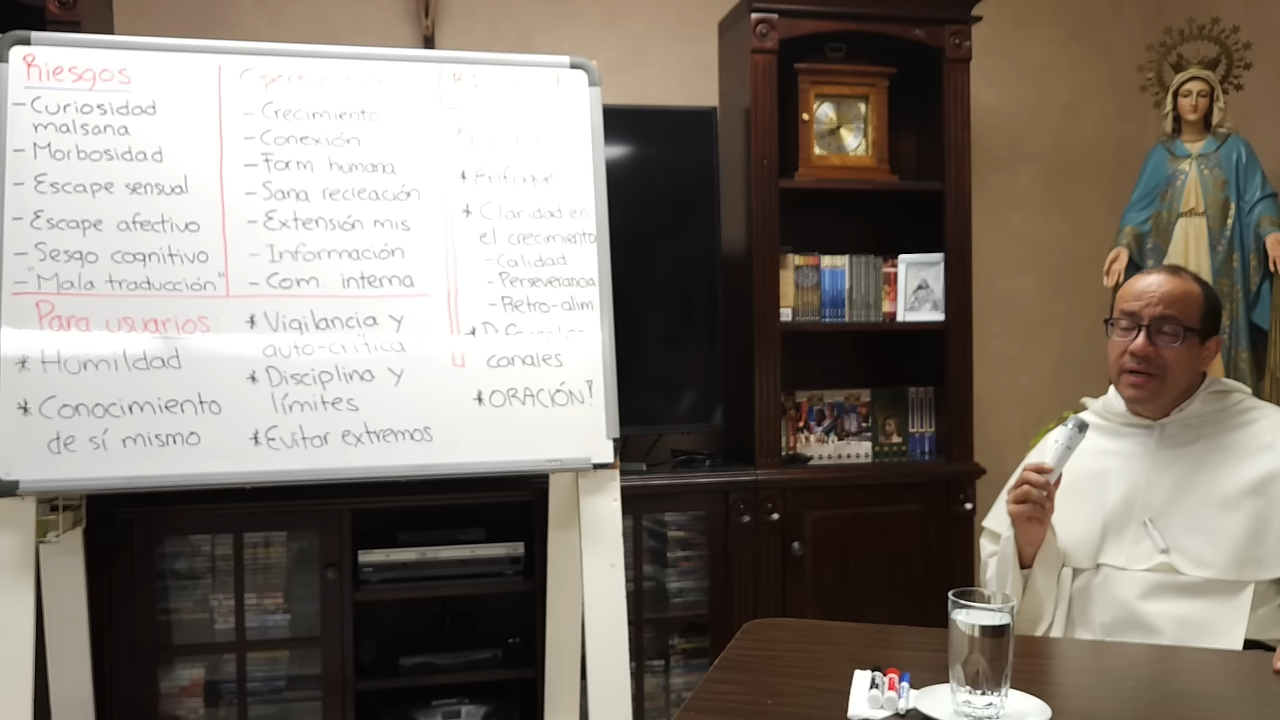 Riesgos
- Curiosidad
malsana
- Morbosidad
- Escape sensual
- Escape afectivo
- Sesgo cognitivo
- "Mala traducción"
- Crecimiento
- Conexión
- Form humana
- Sana recreación
- Extensión mis
- Información
- Com. interna
Para usuarios
* Humildad
* Conocimiento
de sí mismo
* Vigilancia y
auto-crítica
* Disciplina y
límites
* Evitar extremos
* Enfoque
* Claridad en
el crecimiento
- Calidad
- Perseverancia
- Retro-alim
canales
* ORACIÓN!